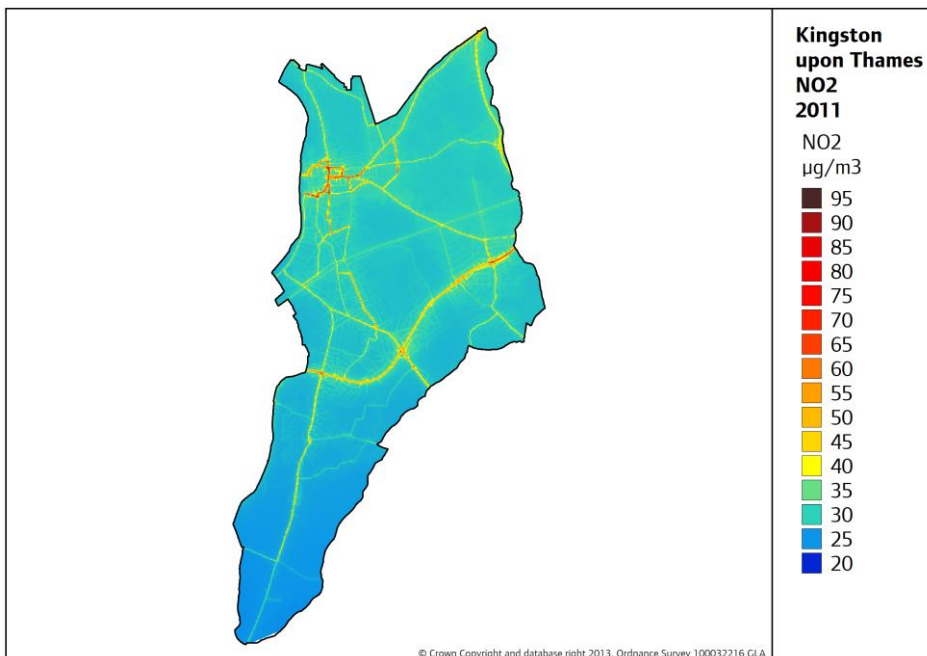 Kingston
upon Thames
NO2
2011
NO2
µg/m3
95
90
85
80
75
70
65
60
55
50
45
40
35
30
25
20
© Crown Copyright and database right 2013. Ordnance Survey 100032216 GLA